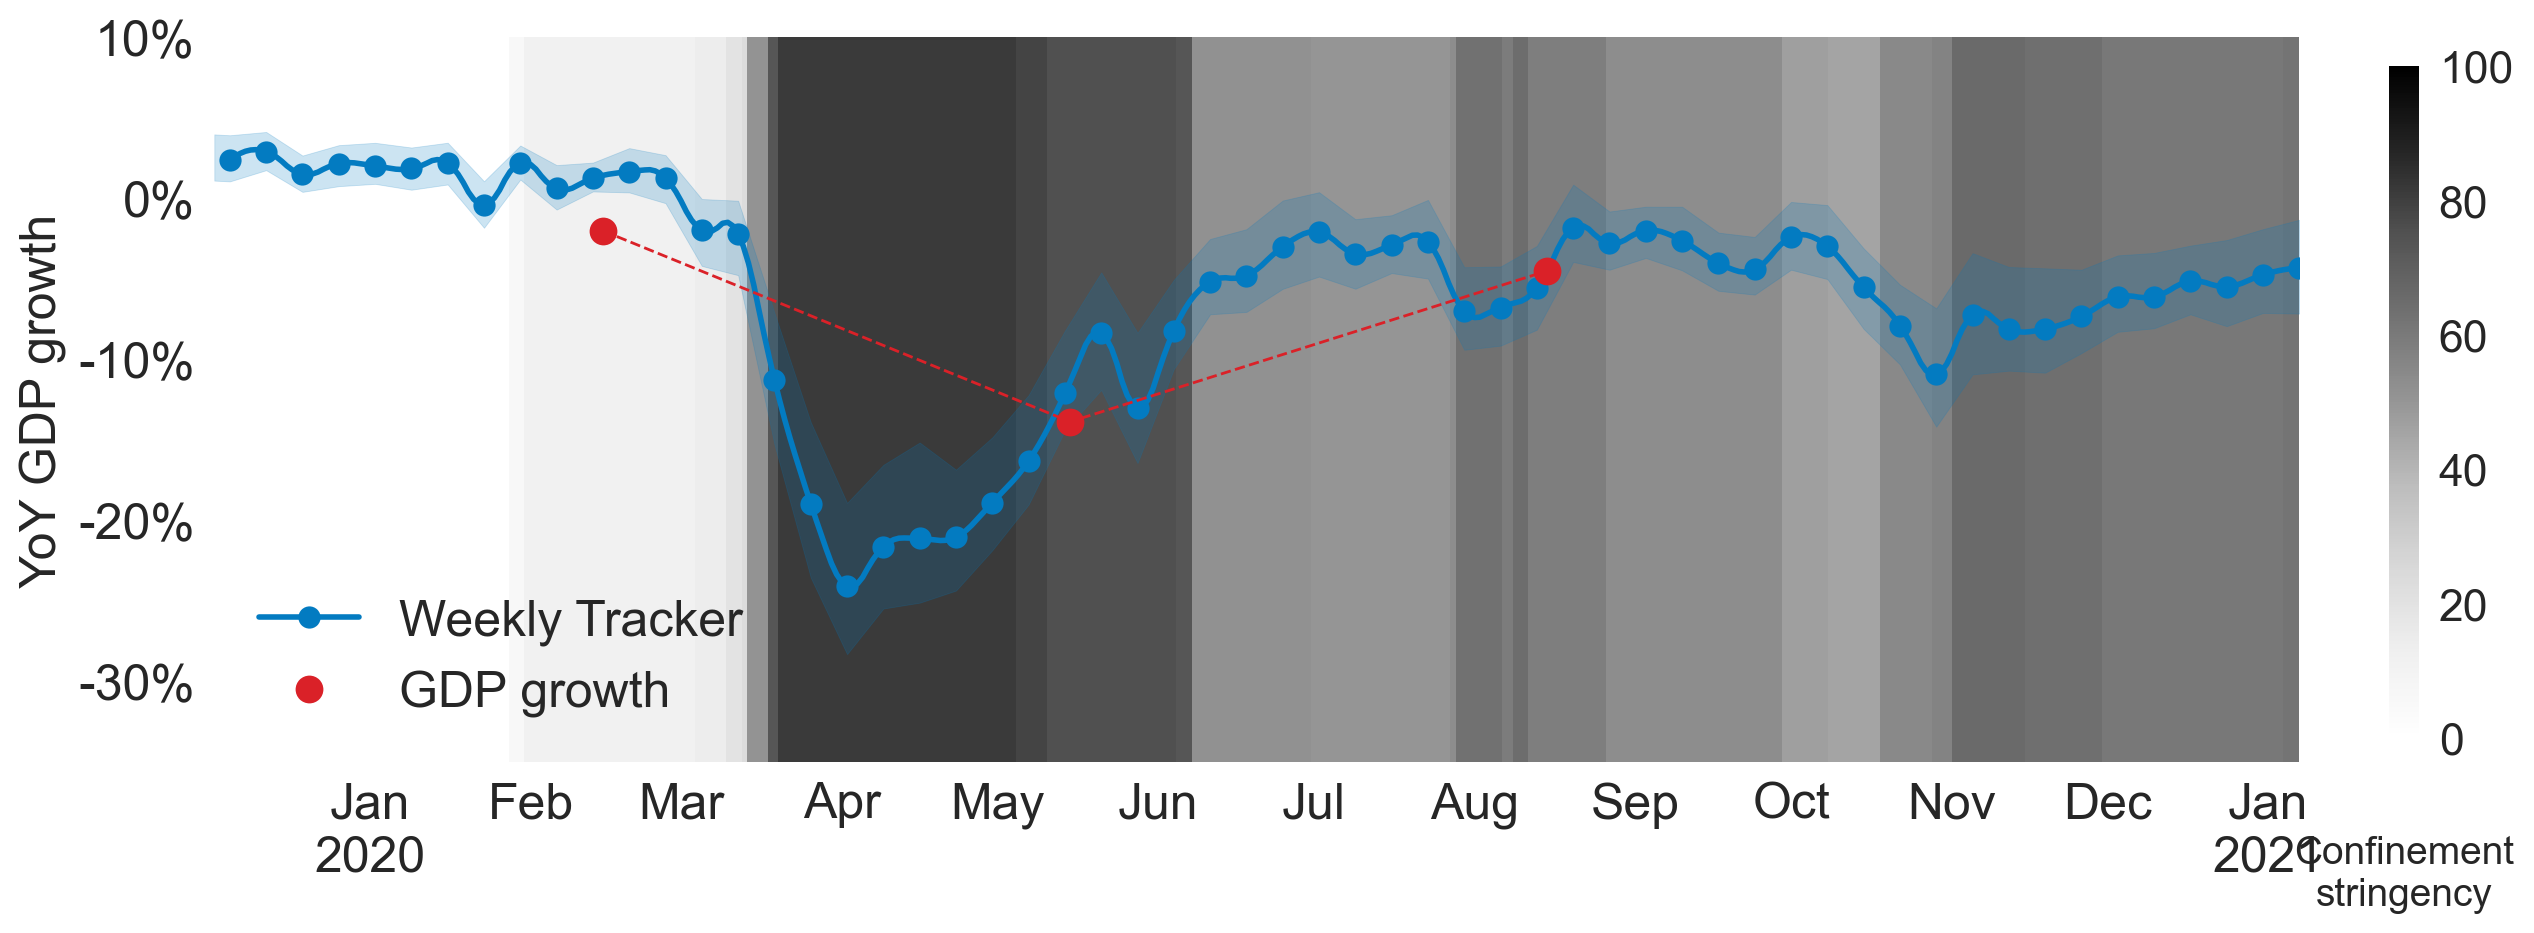 10%
0%
-10%
-20%
-30%
YoY GDP growth
Weekly Tracker
GDP growth
Jan
2020
Feb
Mar
Apr
May
Jun
Jul
Aug
Sep
Oct
Nov
Dec
Jan
2021
100
80
60
40
20
0
Confinement
stringency